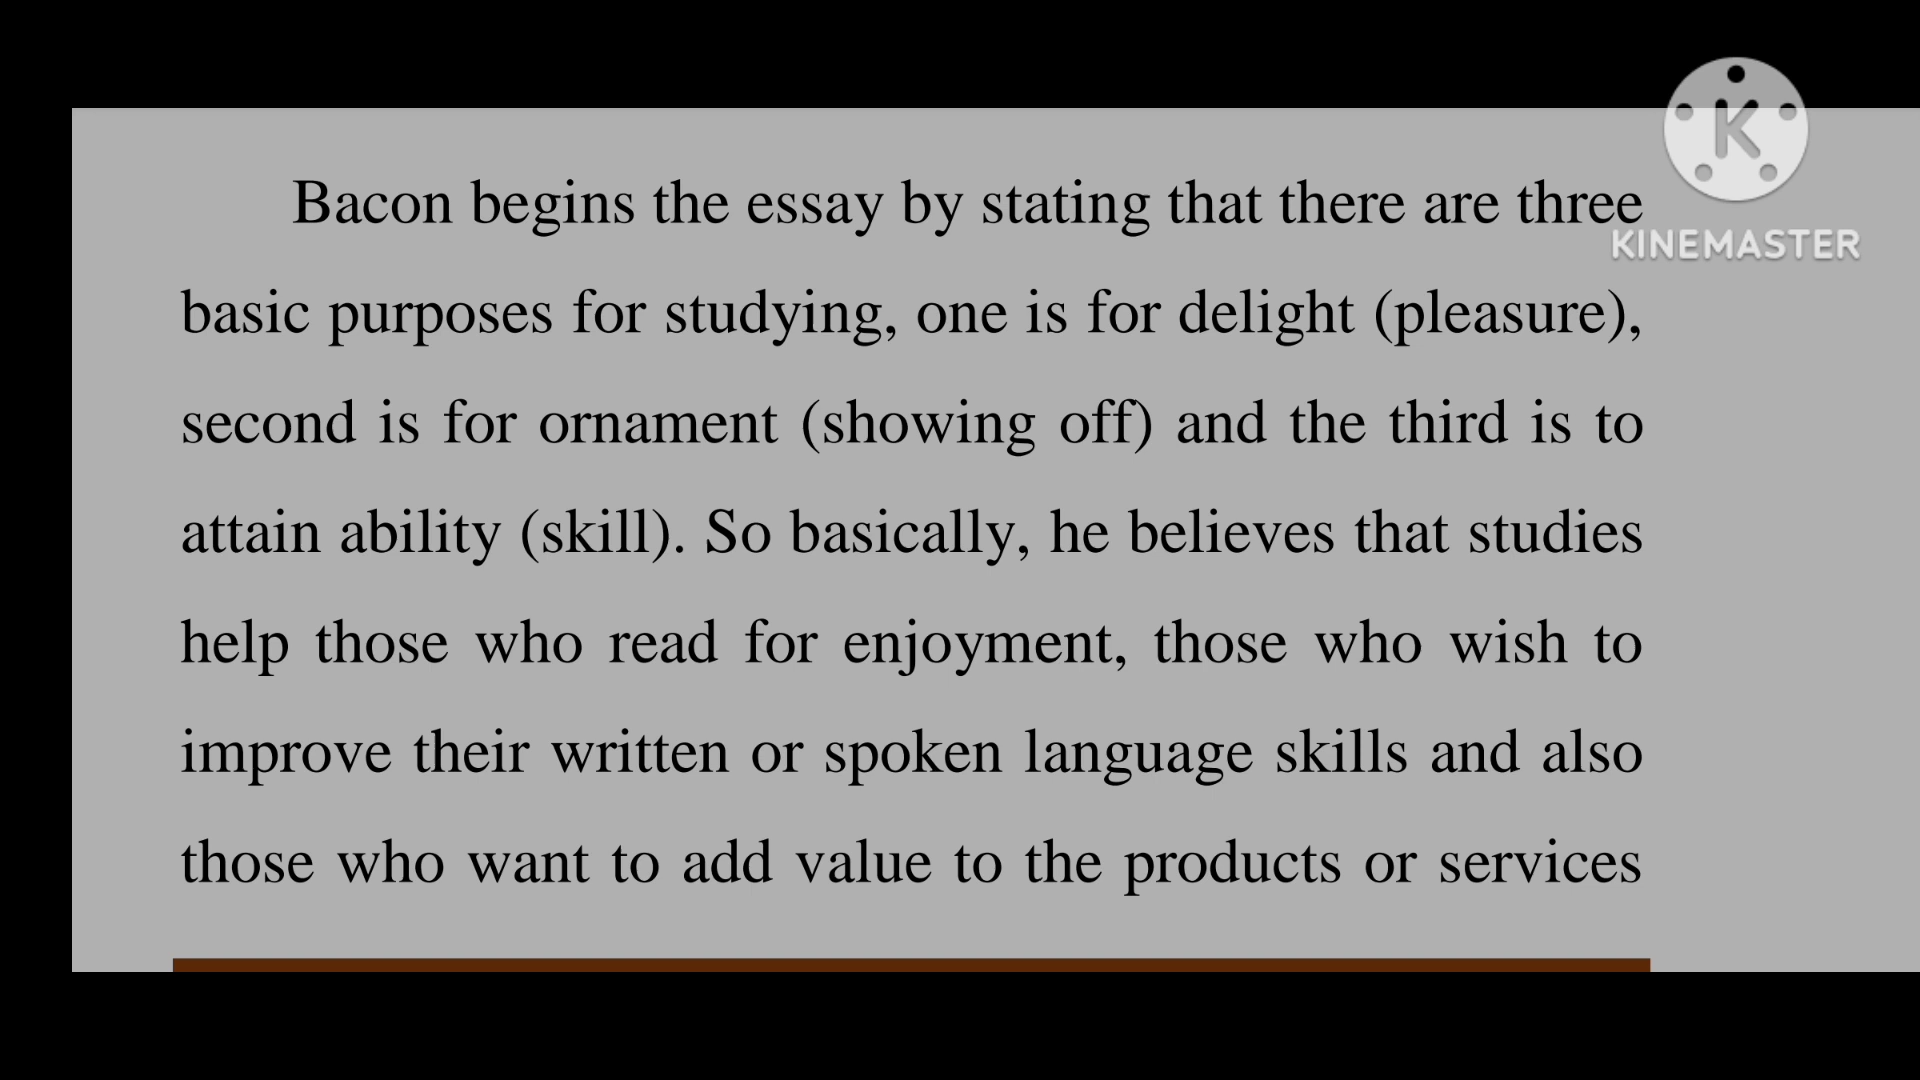 Bacon begins the essay by stating that there are three
basic purposes for studying, one is for delight (pleasure),
second is for ornament (showing off) and the third is to
attain ability (skill). So basically, he believes that studies
help those who read for enjoyment, those who wish to
improve their written or spoken language skills and also
those who want to add value to the products or services
K
KINEMASTER